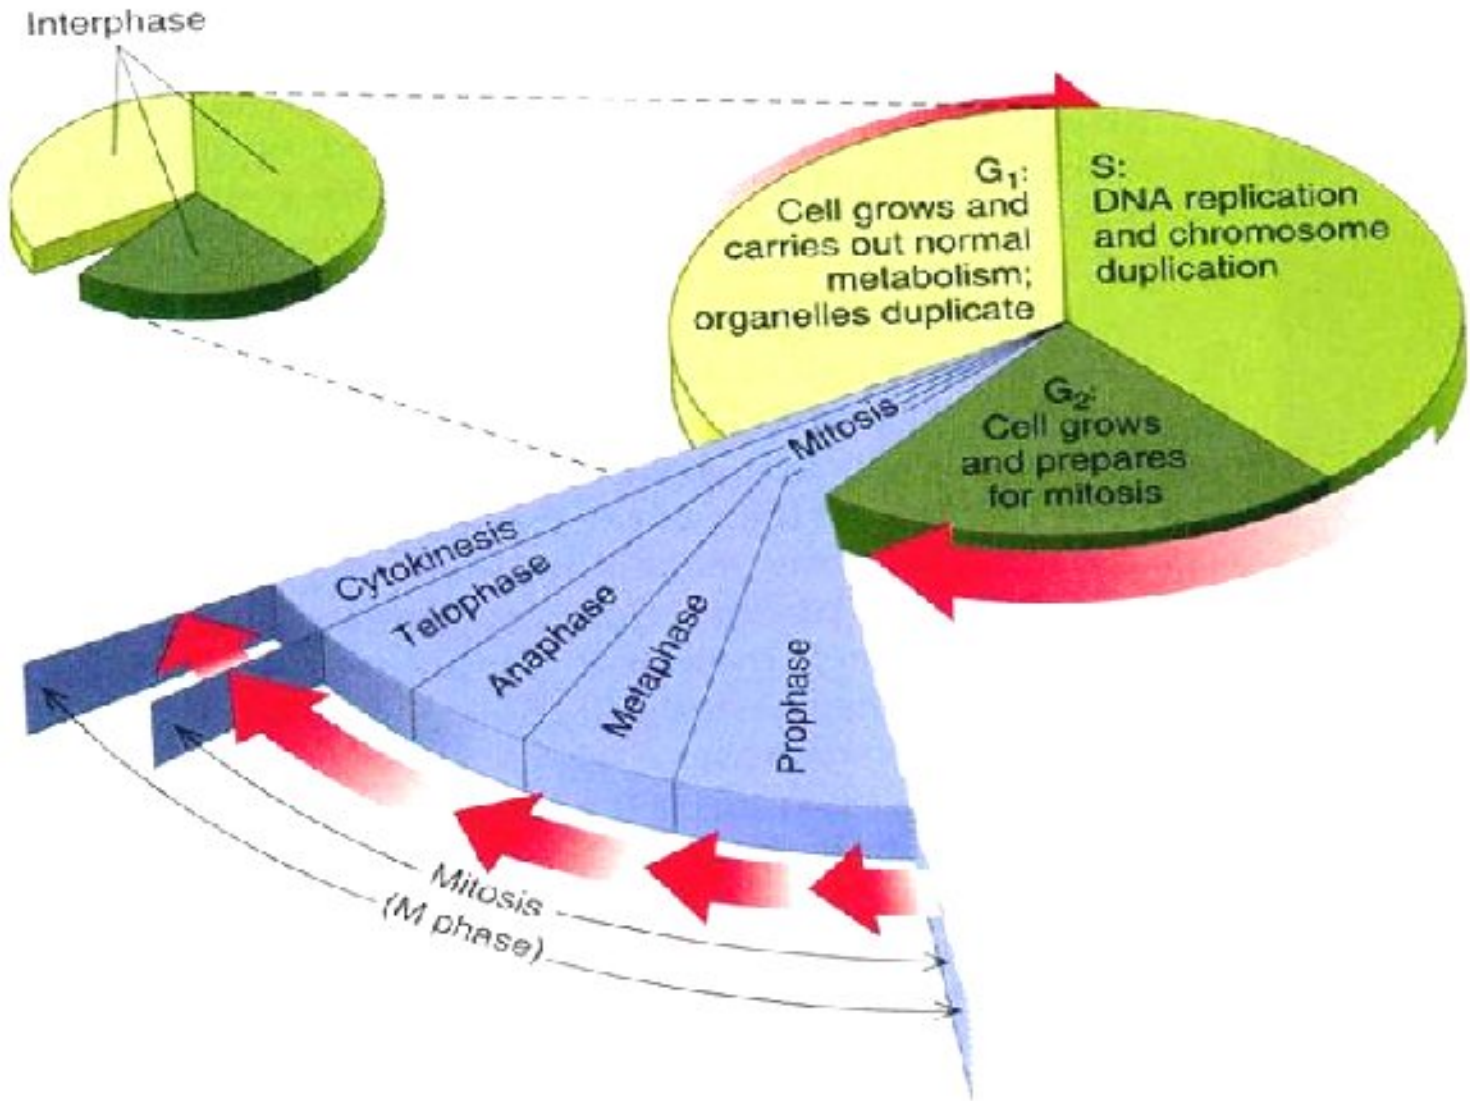 Interphase
G₁:
Cell grows and
carries out normal
metabolism;
organelles duplicate
S:
DNA replication
and chromosome
duplication
G₂:
Cell grows
and prepares
for mitosis
Mitosis
Cytokinesis
Telophase
Anaphase
Metaphase
Prophase
Mitosis
(M phase)